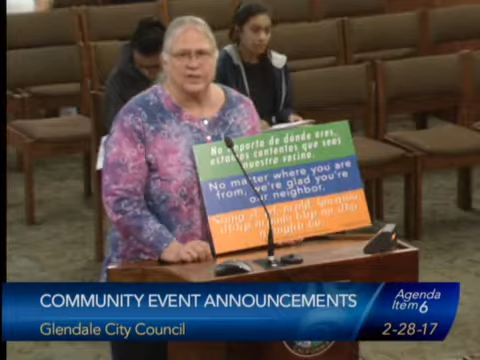 No importa de dónde eres,
estamos contentos que seas
nuestro vecino.
No matter where you are
from, we're glad you're
our neighbor.
COMMUNITY EVENT ANNOUNCEMENTS
Glendale City Council
Agenda
Item 6
2-28-17